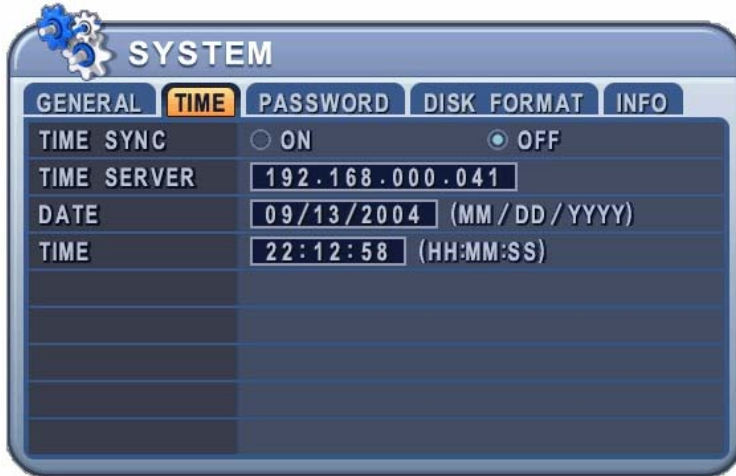 SYSTEM
GENERAL TIME PASSWORD DISK FORMAT INFO
TIME SYNC ON OFF
TIME SERVER 192.168.000.041
DATE 09/13/2004 (MM/DD/YYYY)
TIME 22:12:58 (HH:MM:SS)